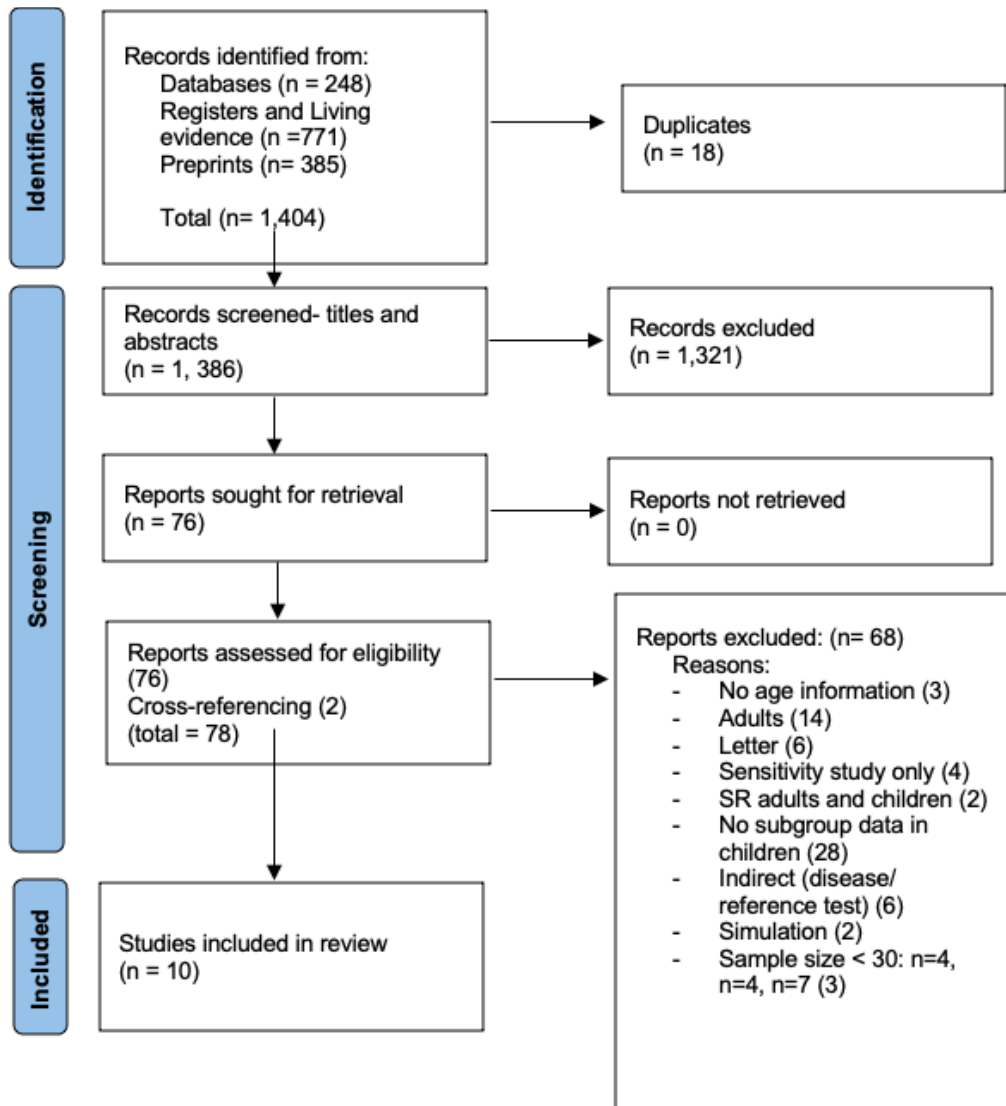 Identification
Records identified from:
Databases (n = 248)
Registers and Living
evidence (n =771)
Preprints (n= 385)
Total (n= 1,404)
Duplicates
(n = 18)
Screening
Records screened- titles and
abstracts
(n = 1, 386)
Records excluded
(n = 1,321)
Reports sought for retrieval
(n = 76)
Reports not retrieved
(n = 0)
Reports assessed for eligibility
(76)
Cross-referencing (2)
(total = 78)
Reports excluded: (n= 68)
Reasons:
- No age information (3)
- Adults (14)
- Letter (6)
- Sensitivity study only (4)
- SR adults and children (2)
- No subgroup data in
children (28)
- Indirect (disease/
reference test) (6)
- Simulation (2)
- Sample size < 30: n=4,
n=4, n=7 (3)
Included
Studies included in review
(n = 10)